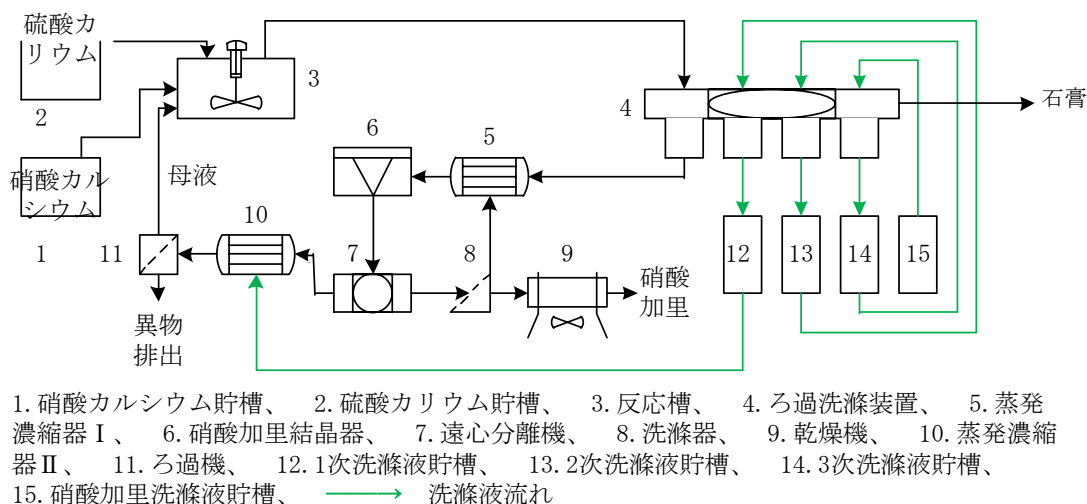 硫酸カ
リウム
2
3
4
石膏
6
5
硝酸カル
シウム
母液
10
1
11
7
8
9
12
13
14
15
硝酸
加里
異物
排出
1.硝酸カルシウム貯槽、 2.硫酸カリウム貯槽、 3.反応槽、 4.ろ過洗滌装置、 5.蒸発
濃縮器Ⅰ、 6.硝酸加里結晶器、 7.遠心分離機、 8.洗滌器、 9.乾燥機、 10.蒸発濃縮
器Ⅱ、 11.ろ過機、 12.1次洗滌液貯槽、 13.2次洗滌液貯槽、 14.3次洗滌液貯槽、
15.硝酸加里洗滌液貯槽、 洗滌液流れ